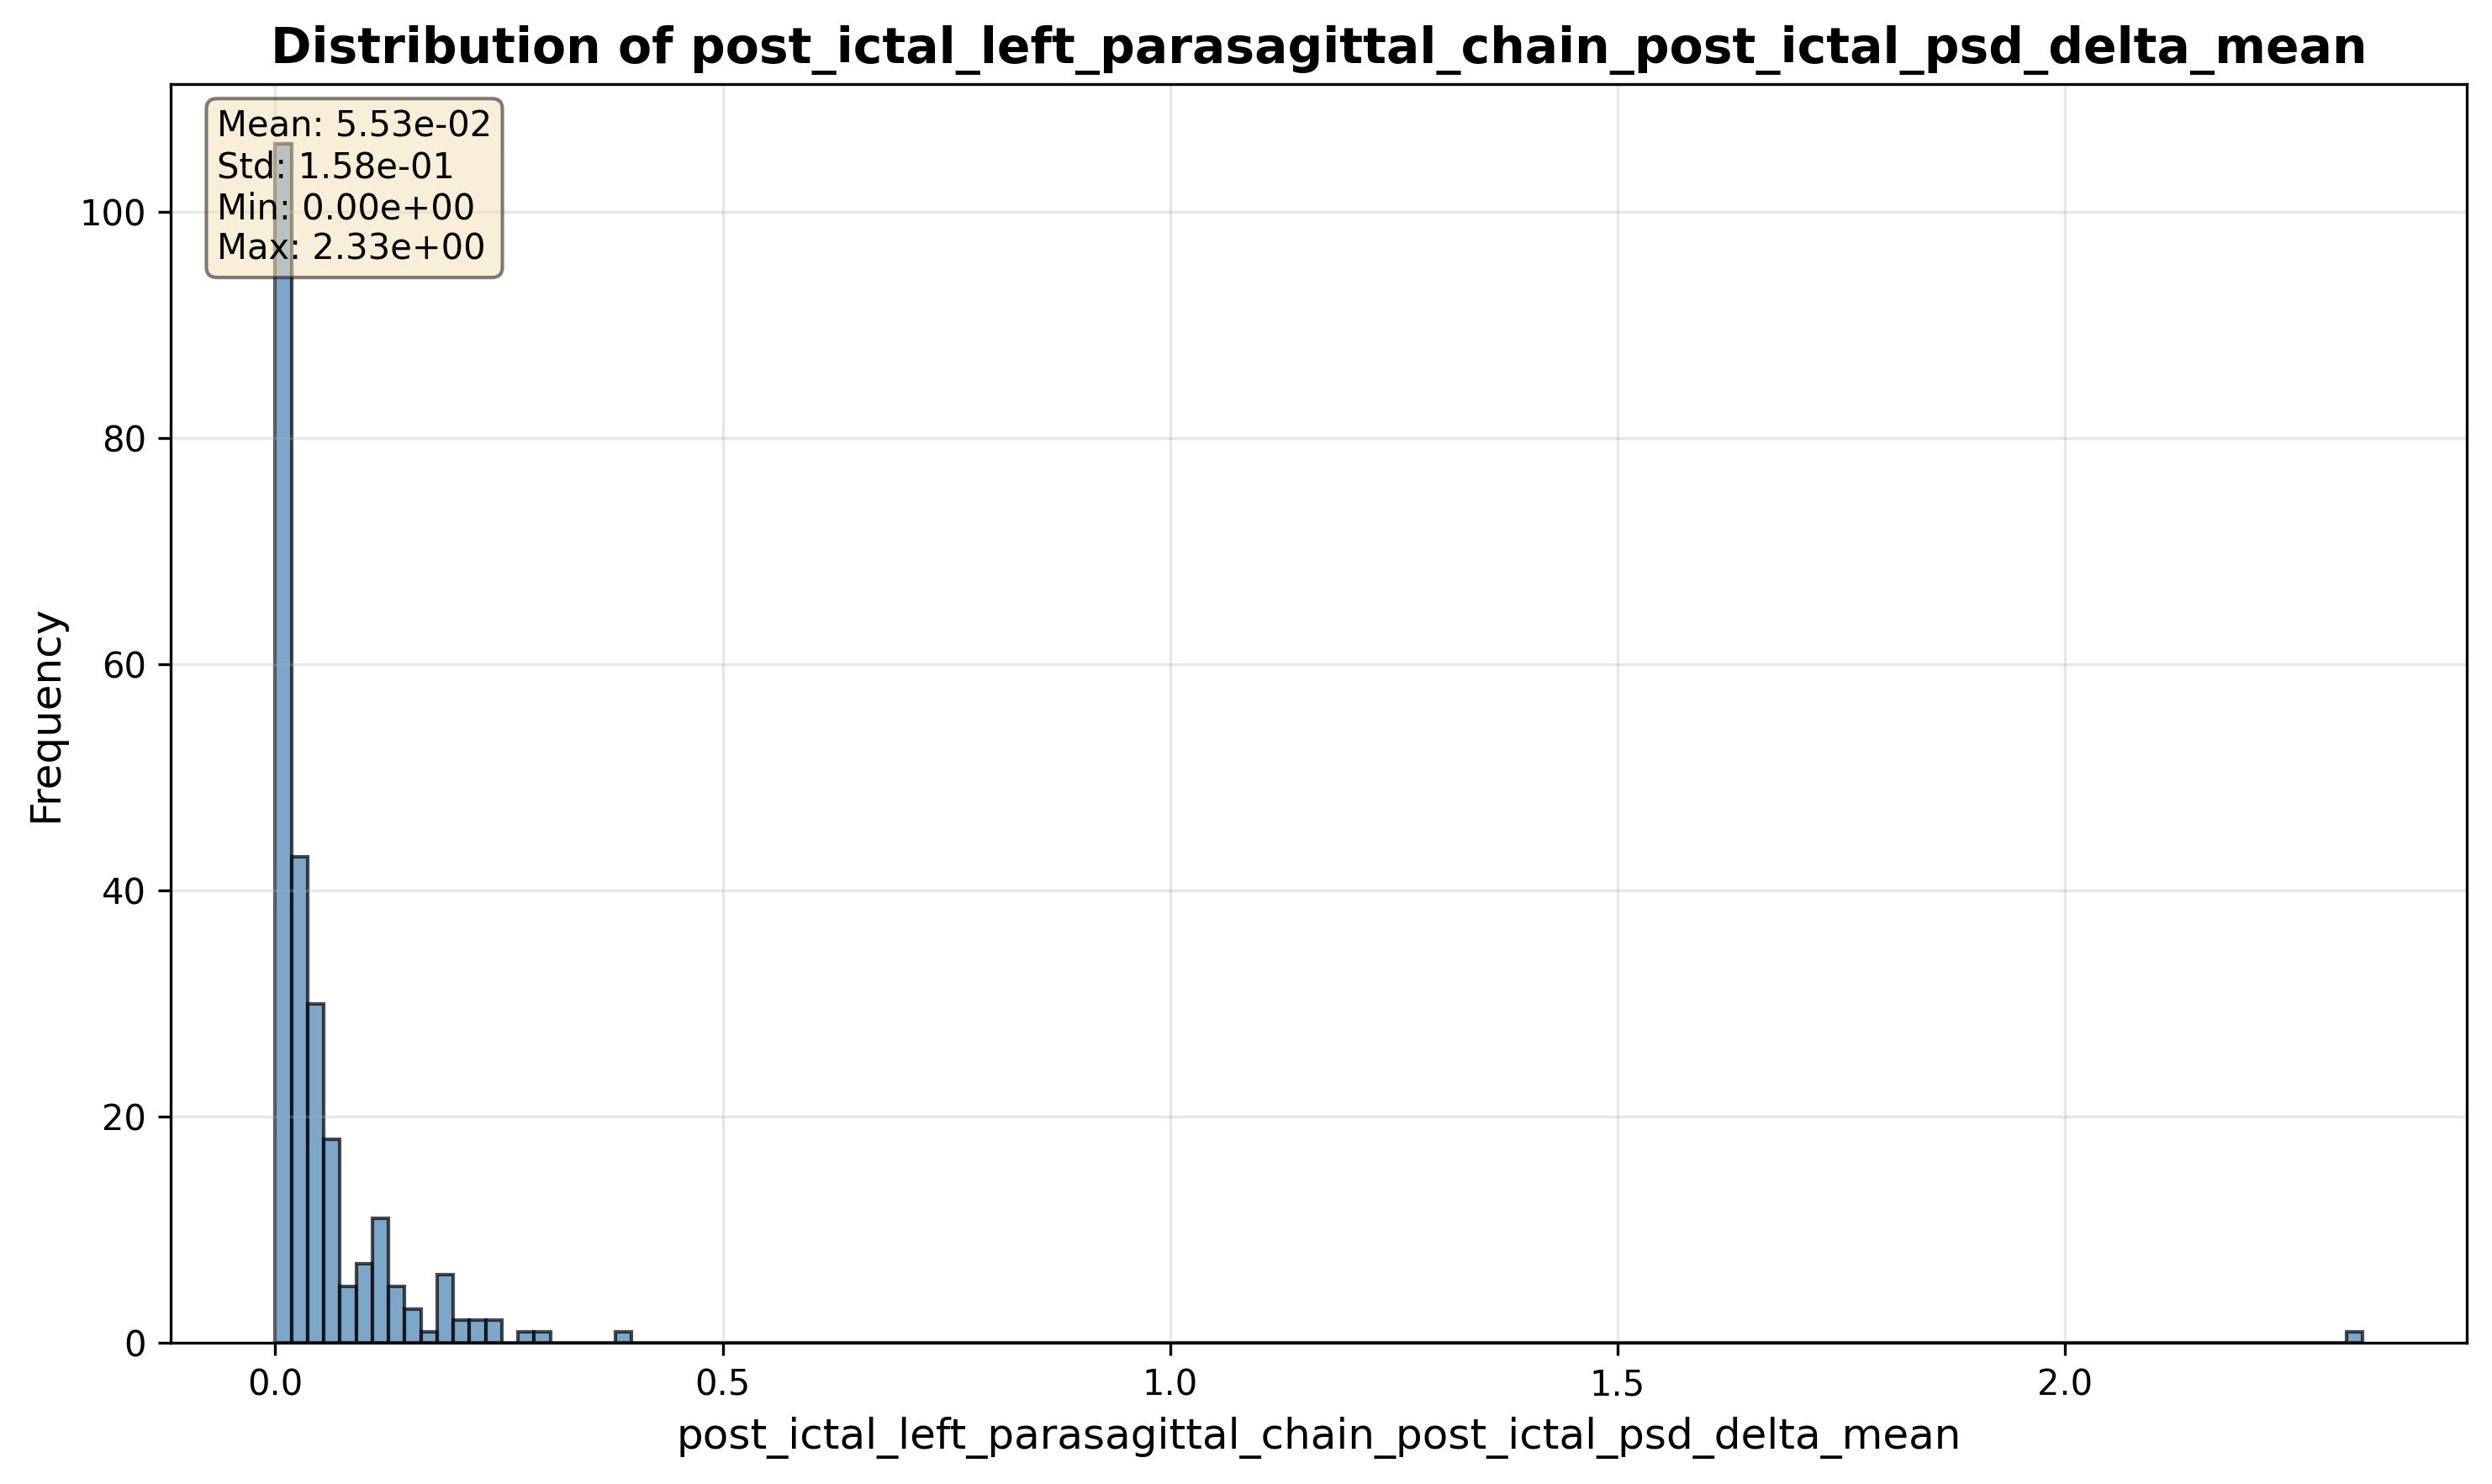 Distribution of post_ictal_left_parasagittal_chain_post_ictal_psd_delta_mean
Mean: 5.53e-02
Std: 1.58e-01
Min: 0.00e+00
Max: 2.33e+00
100
80
60
40
20
0
Frequency
0.0 0.5 1.0 1.5 2.0
post_ictal_left_parasagittal_chain_post_ictal_psd_delta_mean